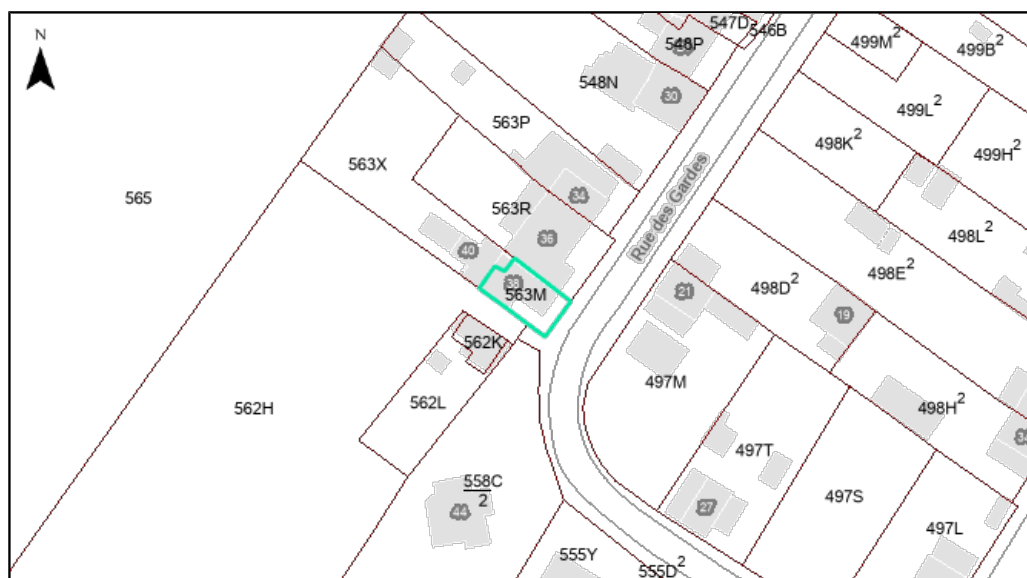 N
547D
546B
548P
499M²
499B²
548N
30
499L²
563P
498K²
499H²
563X
565
Rue des Gardes
34
563R
36
498L²
40
498E²
38
563M
21
498D²
19
562K
497M
562L
562H
498H²
497T
558C
2
44
497S
27
497L
555Y
555D²